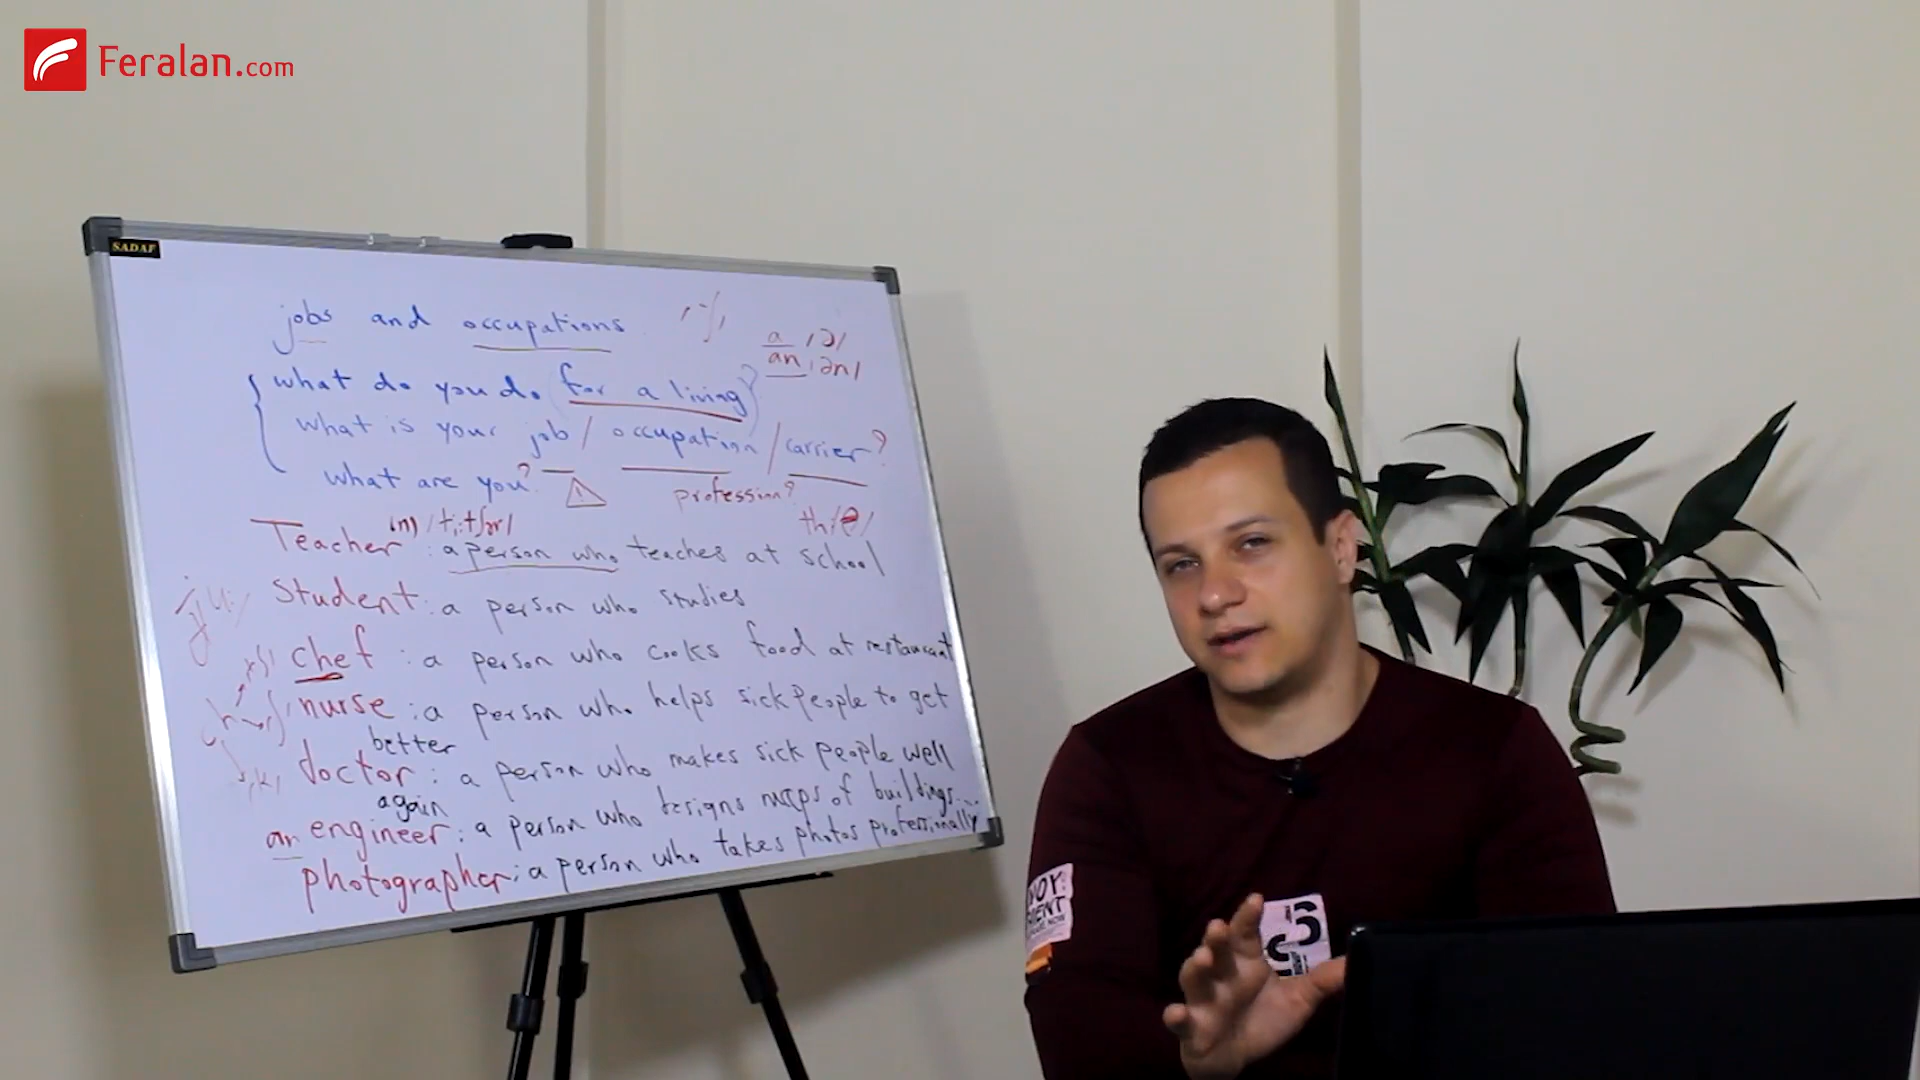 Feralan.com
SADAF
jobs and occupations
a /ə/
an /ən/
what do you do (for a living)?
what is your job / occupation / carrier?
what are you?
profession?
(n) /ti:tʃər/
th/θ/
Teacher : a person who teaches at school
Student : a person who studies
chef : a person who cooks food at restaurant
nurse : a person who helps sick people to get
better
doctor : a person who makes sick people well
again
an engineer : a person who designs maps of buildings...
photographer : a person who takes photos professionally